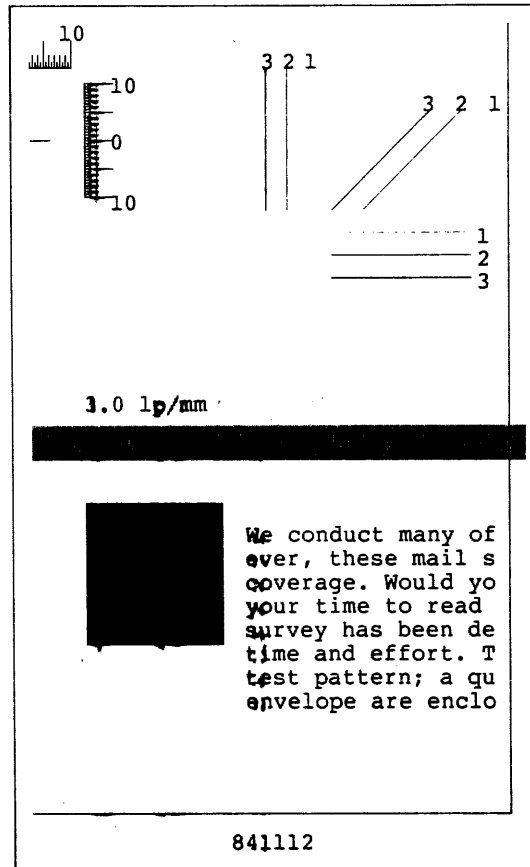 10
3 2 1
10
0
10
3 2 1
1
2
3
3.0 lp/mm
We conduct many of
ever, these mail s
coverage. Would yo
your time to read
survey has been de
time and effort. T
test pattern; a qu
envelope are enclo
841112